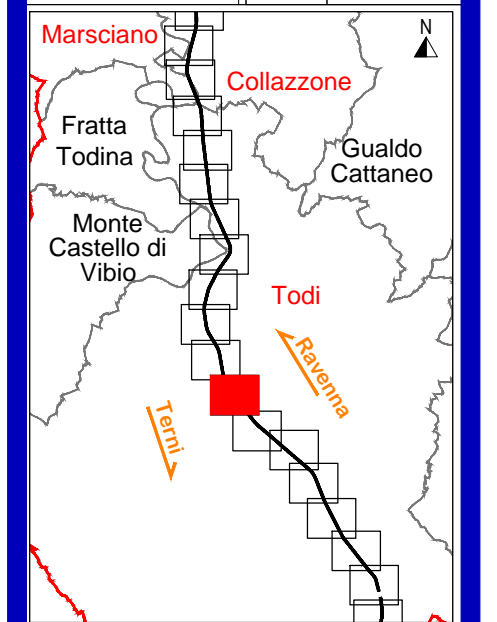 N
Marsciano
Collazzone
Fratta
Todina
Gualdo
Cattaneo
Monte
Castello di
Vibio
Todi
Ravenna
Terni